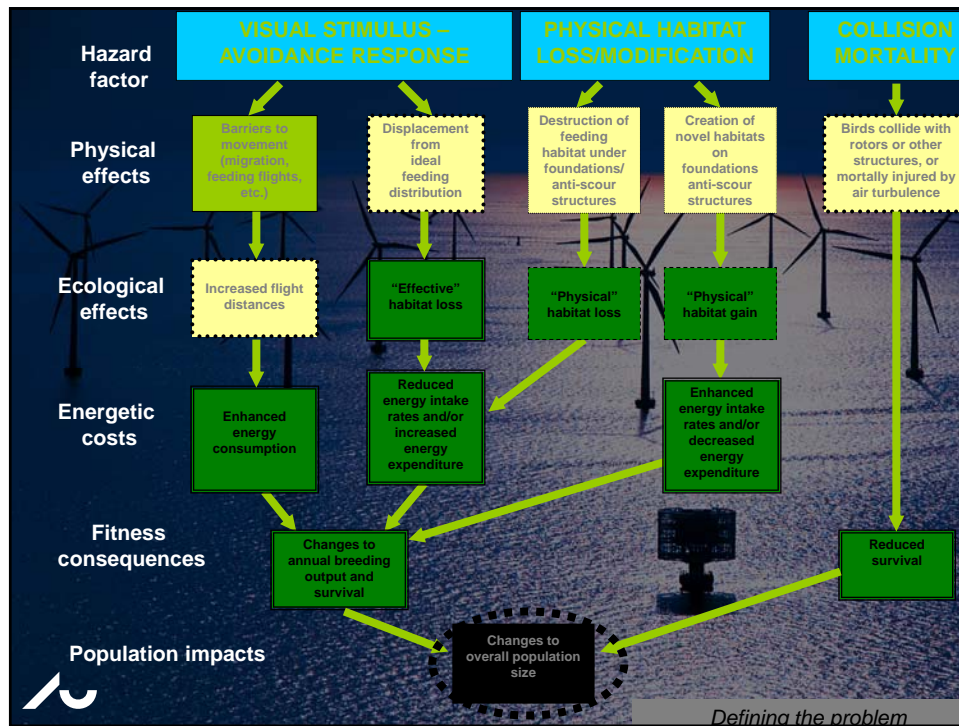 VISUAL STIMULUS –
AVOIDANCE RESPONSE
PHYSICAL HABITAT
LOSS/MODIFICATION
COLLISION
MORTALITY
Hazard
factor
Physical
effects
Barriers to
movement
(migration,
feeding flights,
etc.)
Displacement
from
ideal
feeding
distribution
Destruction of
feeding
habitat under
foundations/
anti-scour
structures
Creation of
novel habitats
on
foundations
anti-scour
structures
Birds collide with
rotors or other
structures, or
mortally injured by
air turbulence
Ecological
effects
Increased flight
distances
“Effective”
habitat loss
“Physical”
habitat loss
“Physical”
habitat gain
Energetic
costs
Enhanced
energy
consumption
Reduced
energy intake
rates and/or
increased
energy
expenditure
Enhanced
energy intake
rates and/or
decreased
energy
expenditure
Fitness
consequences
Changes to
annual breeding
output and
survival
Reduced
survival
Population impacts
Changes to
overall population
size
Defining the problem